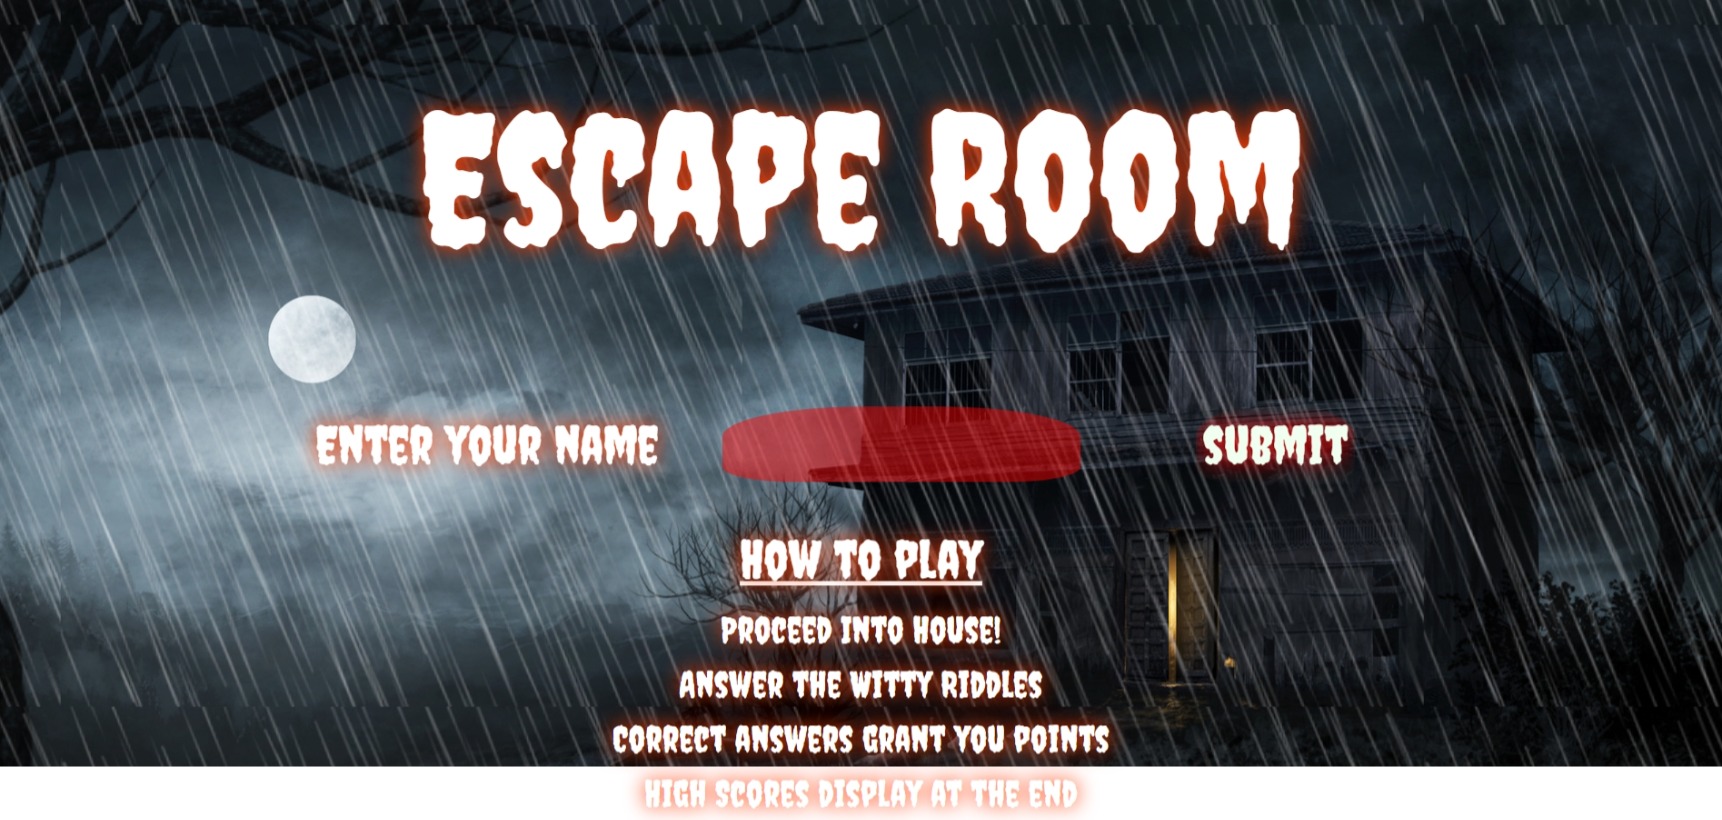 ESCAPE ROOM
ENTER YOUR NAME
SUBMIT
HOW TO PLAY
PROCEED INTO HOUSE!
ANSWER THE WITTY RIDDLES
CORRECT ANSWERS GRANT YOU POINTS
HIGH SCORES DISPLAY AT THE END